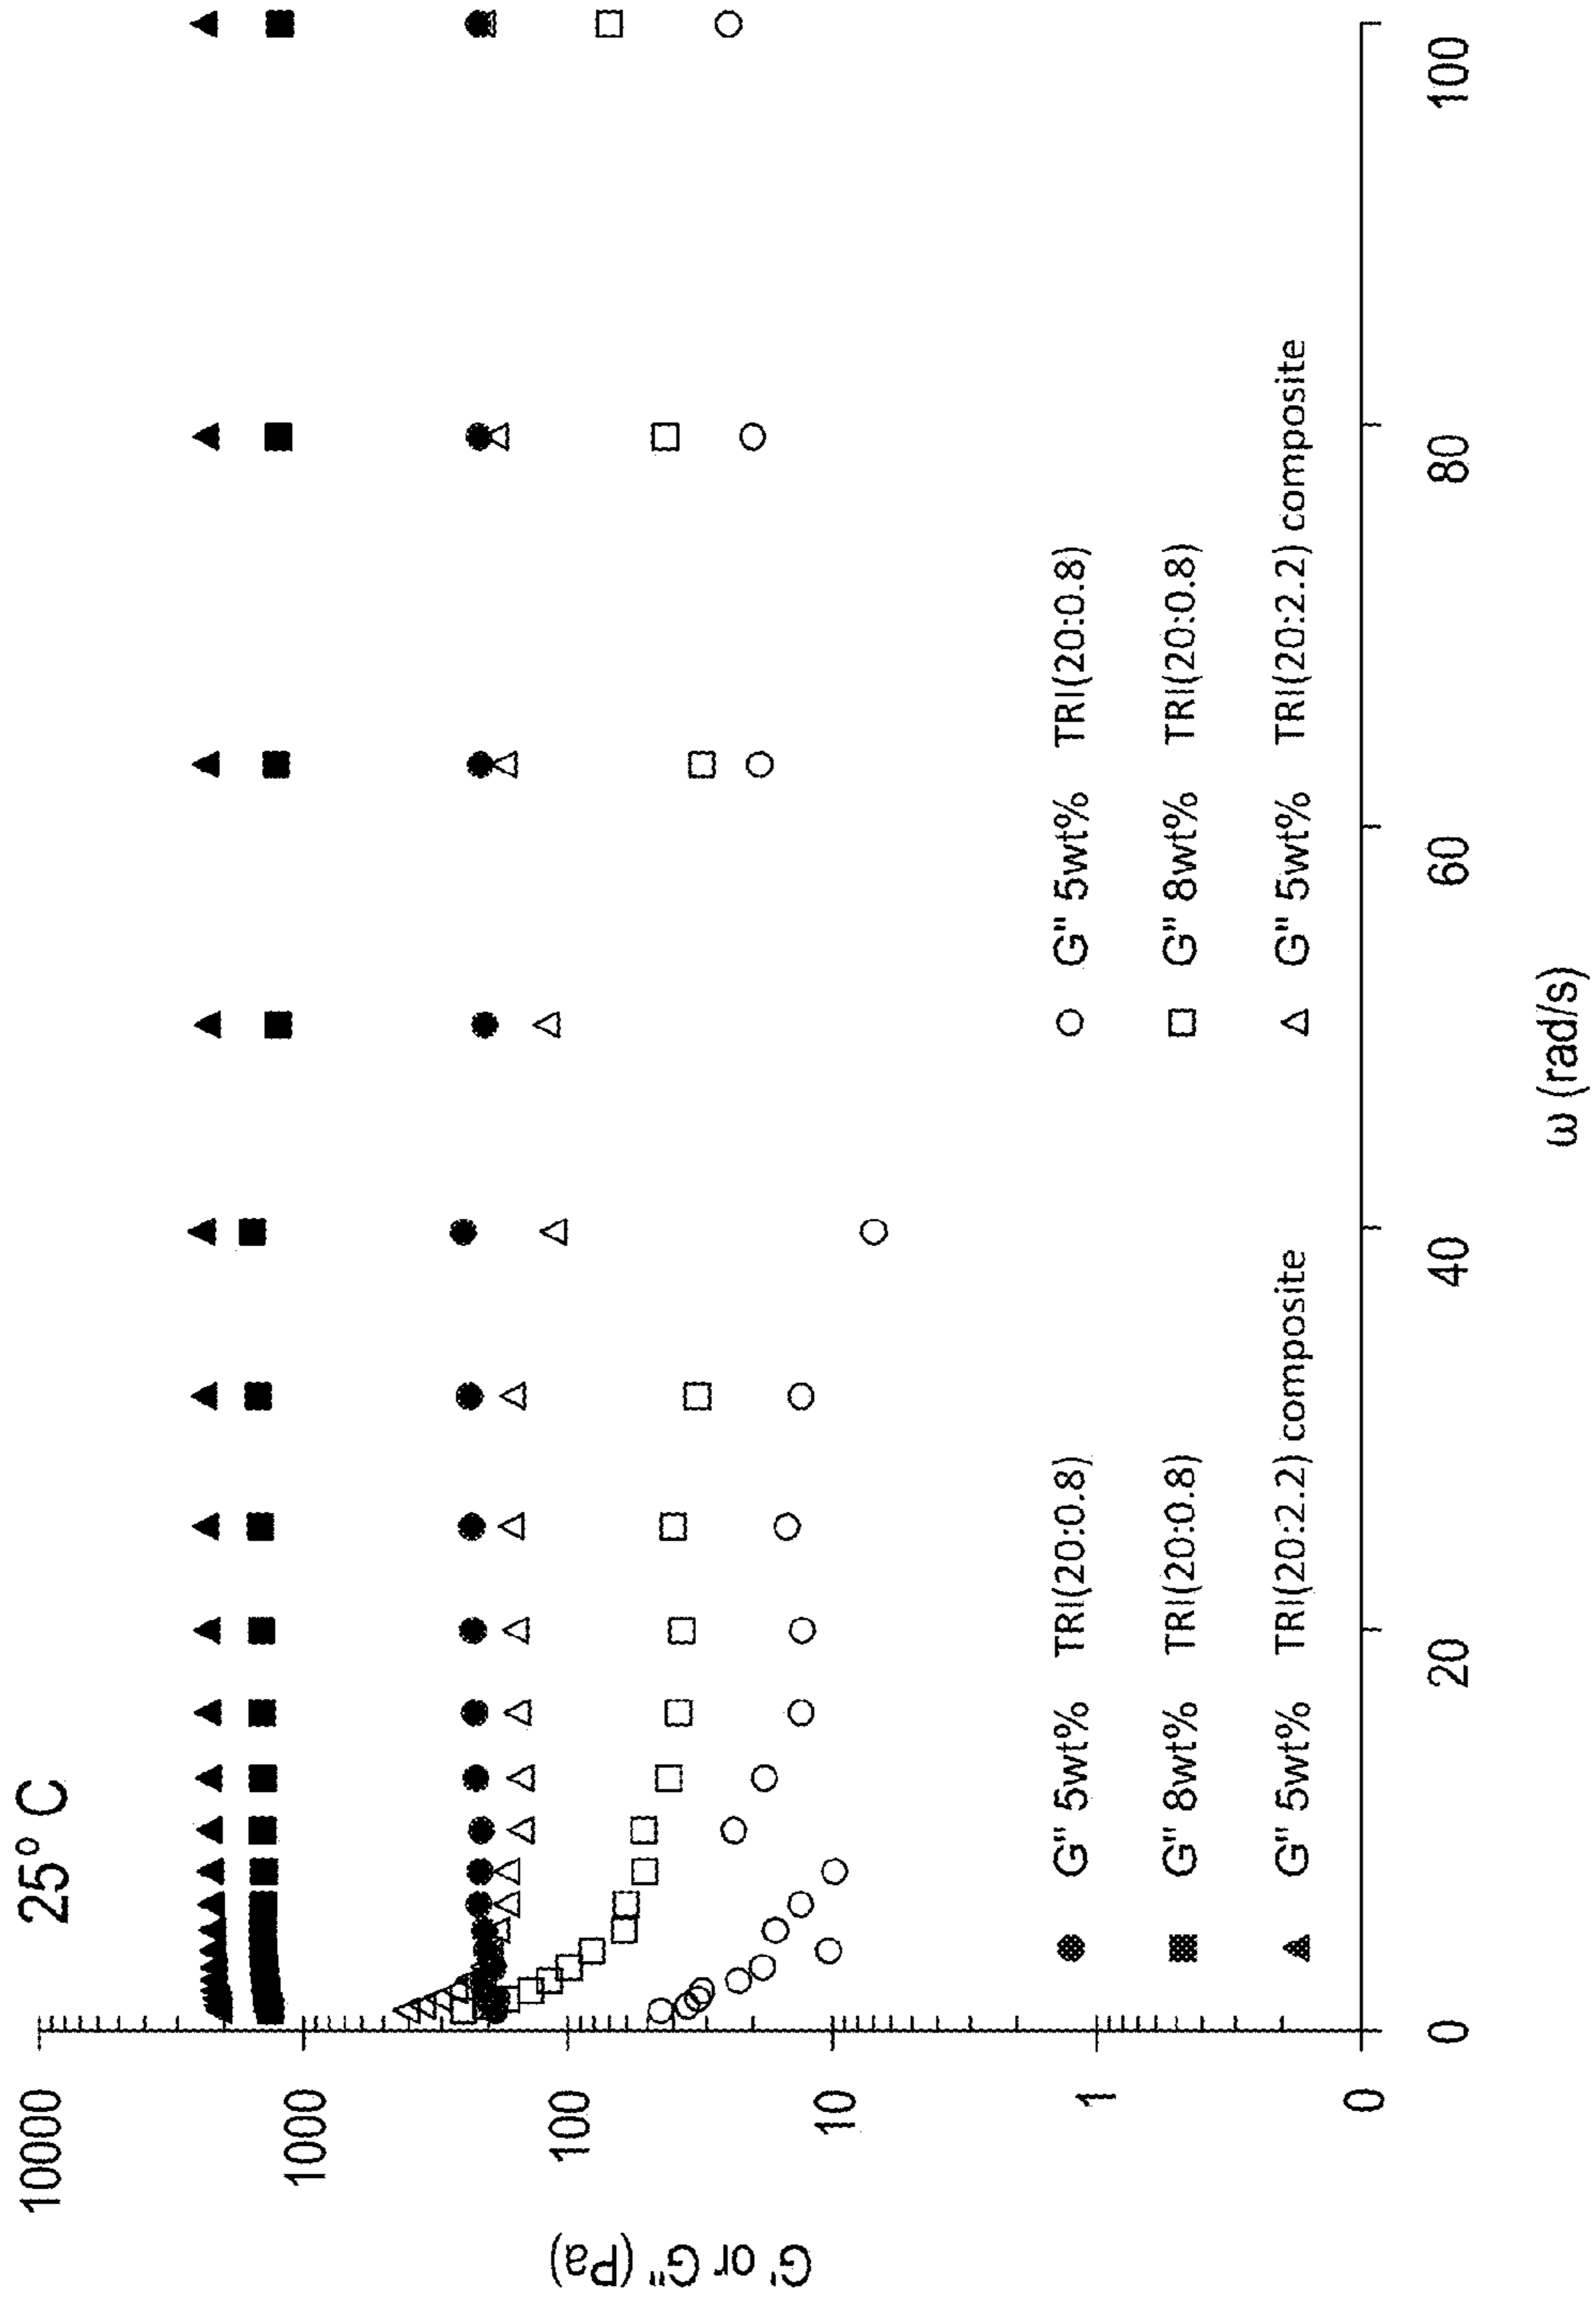 25° C
10000
1000
100
10
1
0
G' or G" (Pa)
G" 5wt% TRI(20:0.8)
G" 8wt% TRI(20:0.8)
G" 5wt% TRI(20:2.2) composite
G" 5wt% TRI(20:0.8)
G" 8wt% TRI(20:0.8)
G" 5wt% TRI(20:2.2) composite
0
20
40
60
80
100
ω (rad/s)